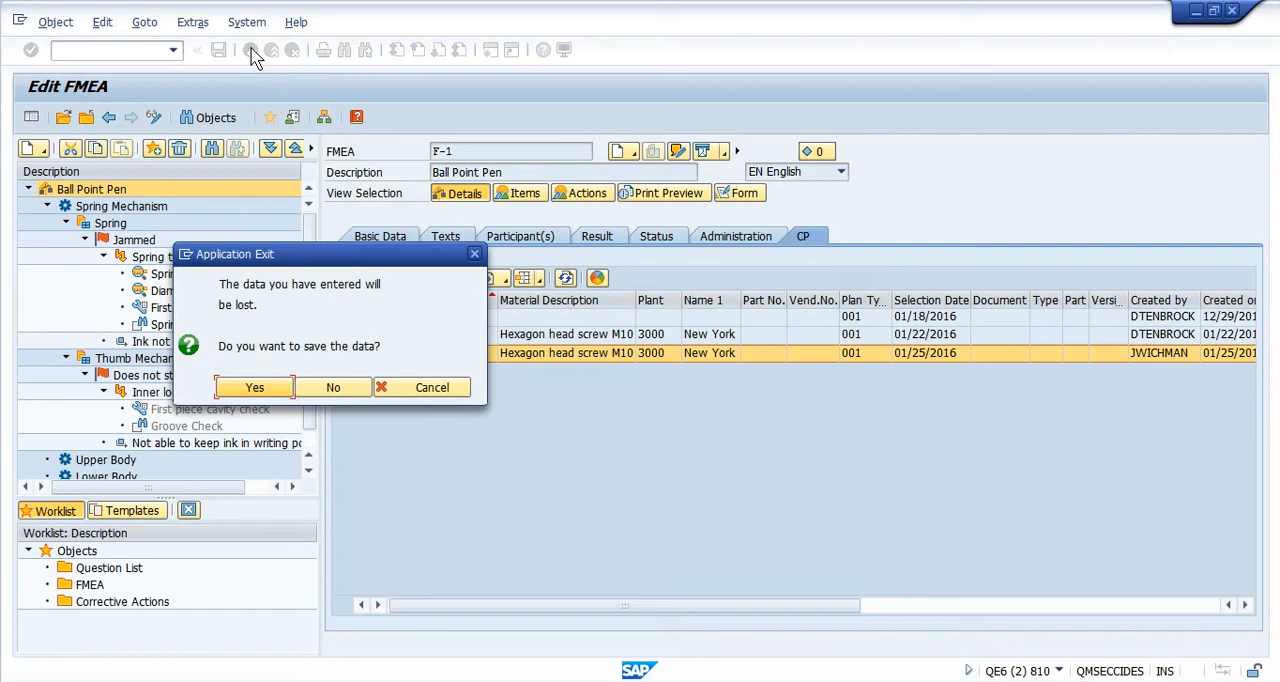 Object Edit Goto Extras System Help
Edit FMEA
Objects
FMEA F-1 0
Description Ball Point Pen EN English
View Selection Details Items Actions Print Preview Form
Description
Ball Point Pen
Spring Mechanism
Spring
Jammed
Spring t
Sprin
Diam
First
Sprin
Ink not
Thumb Mechan
Does not st
Inner lo
First piece cavity check
Groove Check
Not able to keep ink in writing po
Upper Body
Lower Body
Basic Data Texts Participant(s) Result Status Administration CP
Material Description Plant Name 1 Part No. Vend.No. Plan Ty... Selection Date Document Type Part Versi... Created by Created on
001 01/18/2016 DTENBROCK 12/29/201
Hexagon head screw M10 3000 New York 001 01/22/2016 DTENBROCK 01/22/201
Hexagon head screw M10 3000 New York 001 01/25/2016 JWICHMAN 01/25/201
Application Exit
The data you have entered will
be lost.
Do you want to save the data?
Yes No Cancel
Worklist Templates
Worklist: Description
Objects
Question List
FMEA
Corrective Actions
SAP
QE6 (2) 810 QMSECCIDES INS